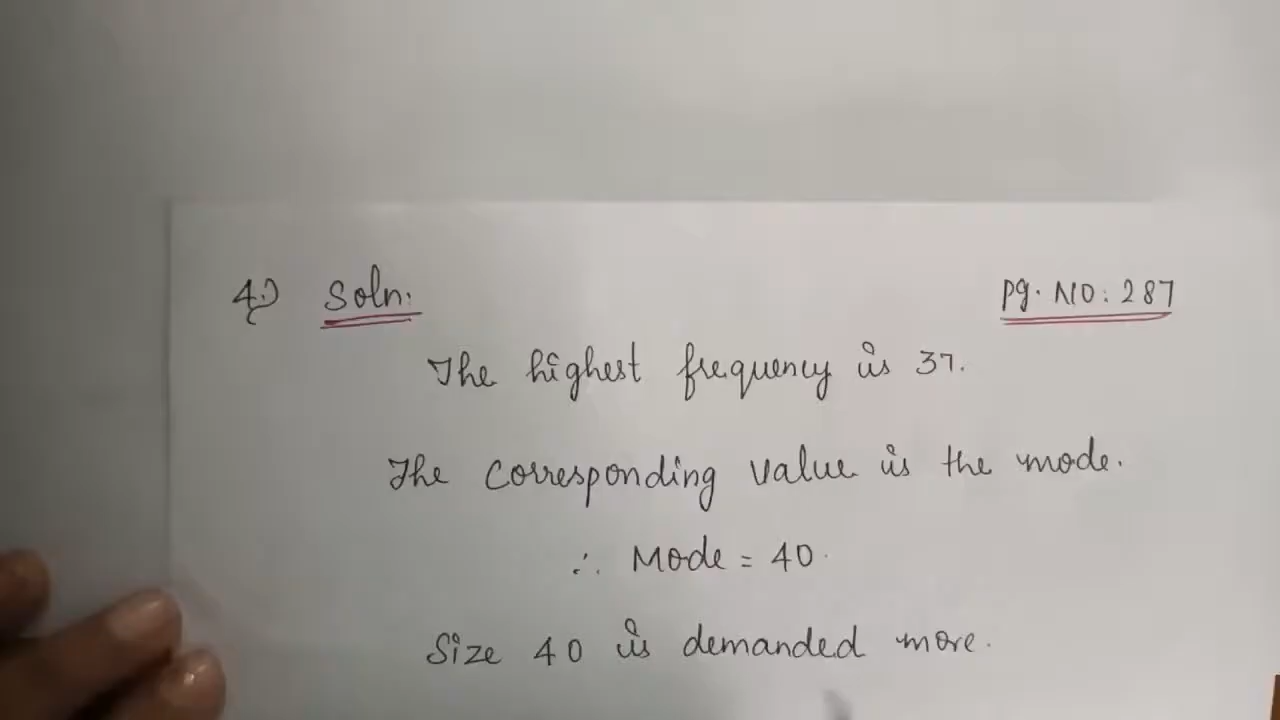 4.) Soln.
Pg. NO: 287
The highest frequency is 37.
The corresponding value is the mode.
∴ Mode = 40.
Size 40 is demanded more.